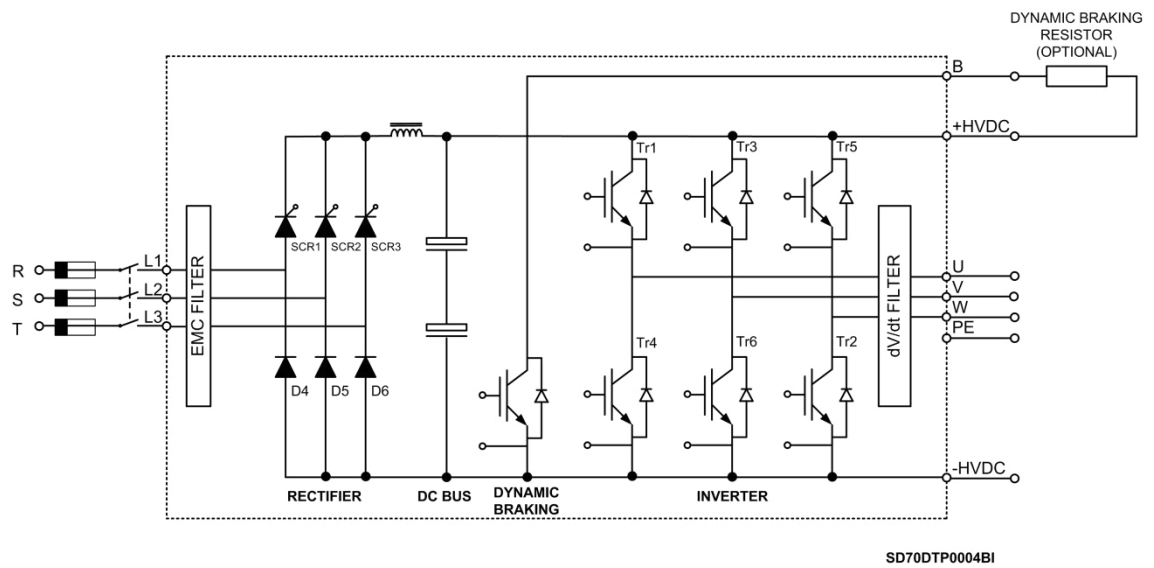 DYNAMIC BRAKING
RESISTOR
(OPTIONAL)
B
+HVDC
Tr1
Tr3
Tr5
SCR1
SCR2
SCR3
R
L1
S
L2
T
L3
EMC FILTER
dV/dt FILTER
U
V
W
PE
Tr4
Tr6
Tr2
D4
D5
D6
-HVDC
RECTIFIER
DC BUS
DYNAMIC
BRAKING
INVERTER
SD70DTP0004BI